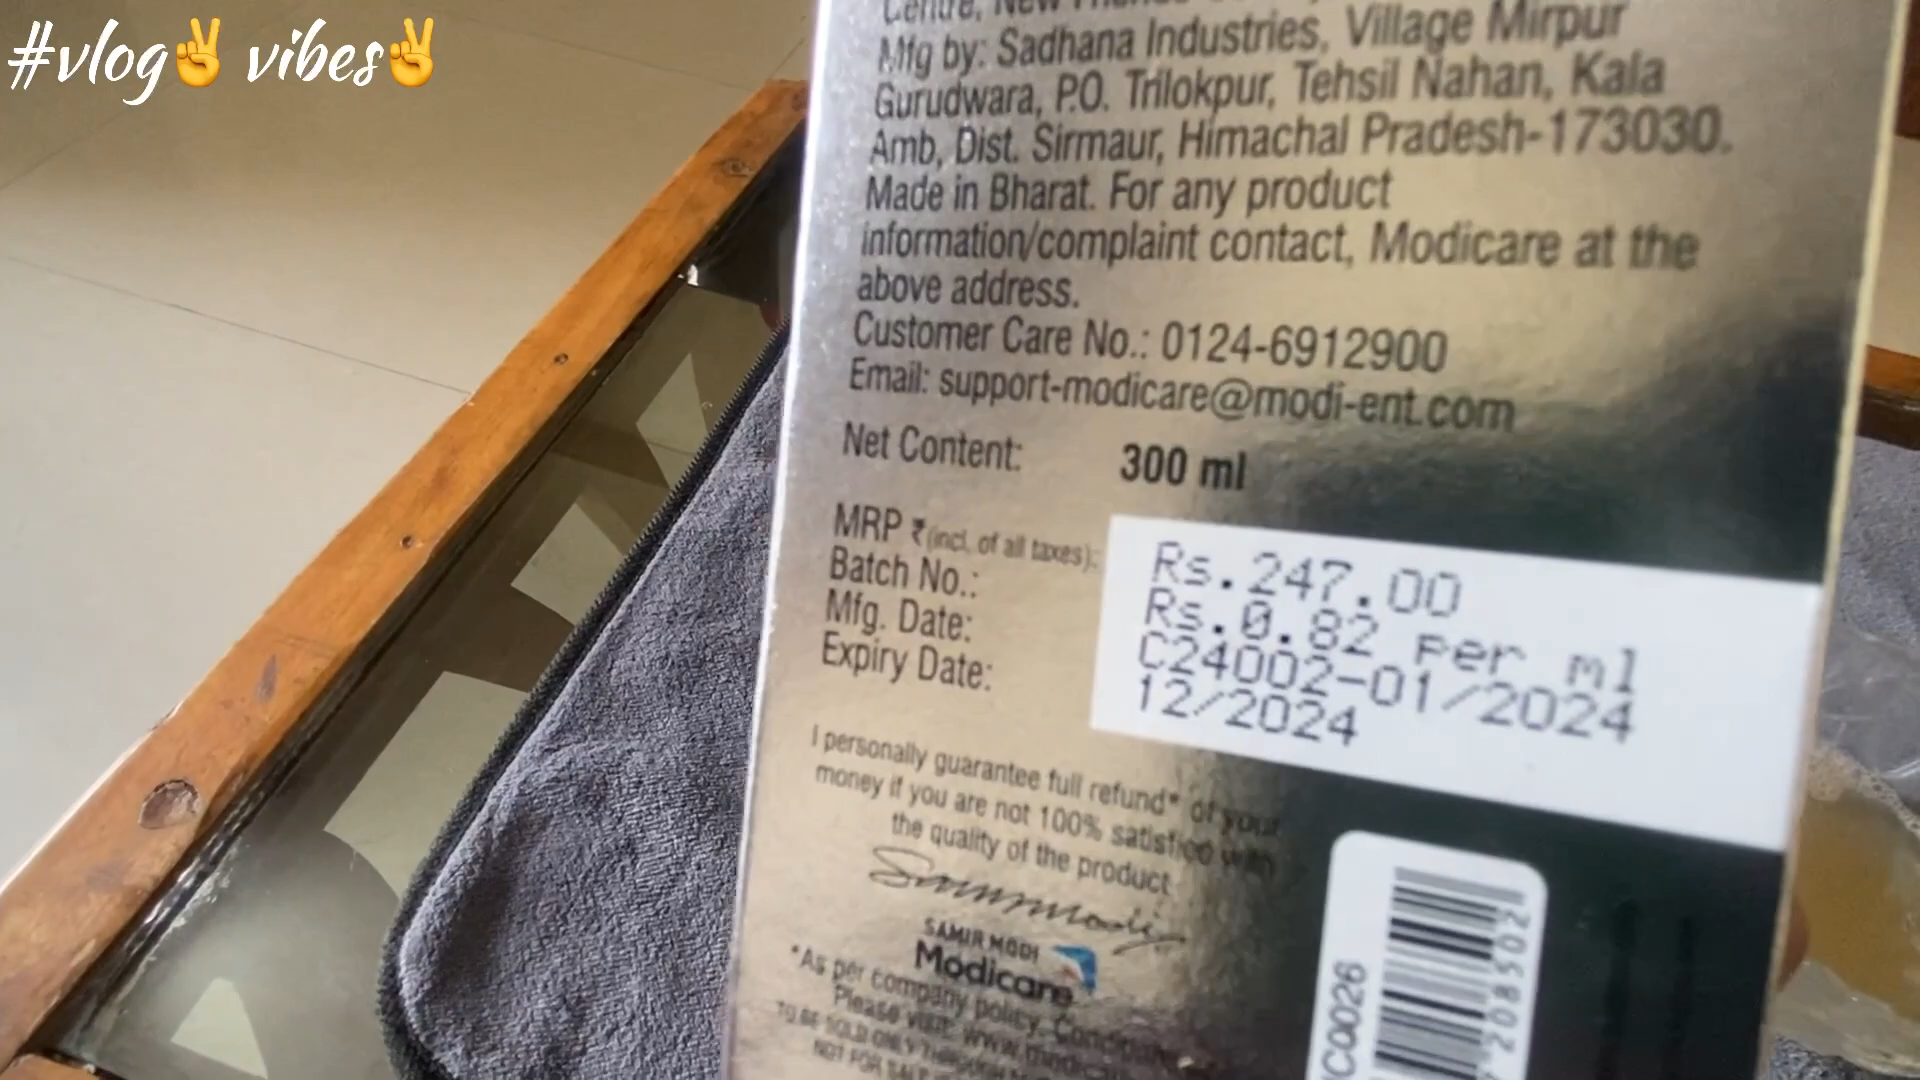 #vlog✌️ vibes✌️
Centre, New
Mfg by: Sadhana Industries, Village Mirpur
Gurudwara, P.O. Trilokpur, Tehsil Nahan, Kala
Amb, Dist. Sirmaur, Himachal Pradesh-173030.
Made in Bharat. For any product
information/complaint contact, Modicare at the
above address.
Customer Care No.: 0124-6912900
Email: support-modicare@modi-ent.com
Net Content: 300 ml
MRP ₹ (incl. of all taxes):
Batch No.:
Mfg. Date:
Expiry Date:
Rs.247.00
Rs.0.82 per ml
C24002-01/2024
12/2024
I personally guarantee full refund* of your
money if you are not 100% satisfied with
the quality of the product
SAMIR MODI
Modicare
*As per company policy.
Please visit: www.
TO BE SOLD ONLY
NOT FOR